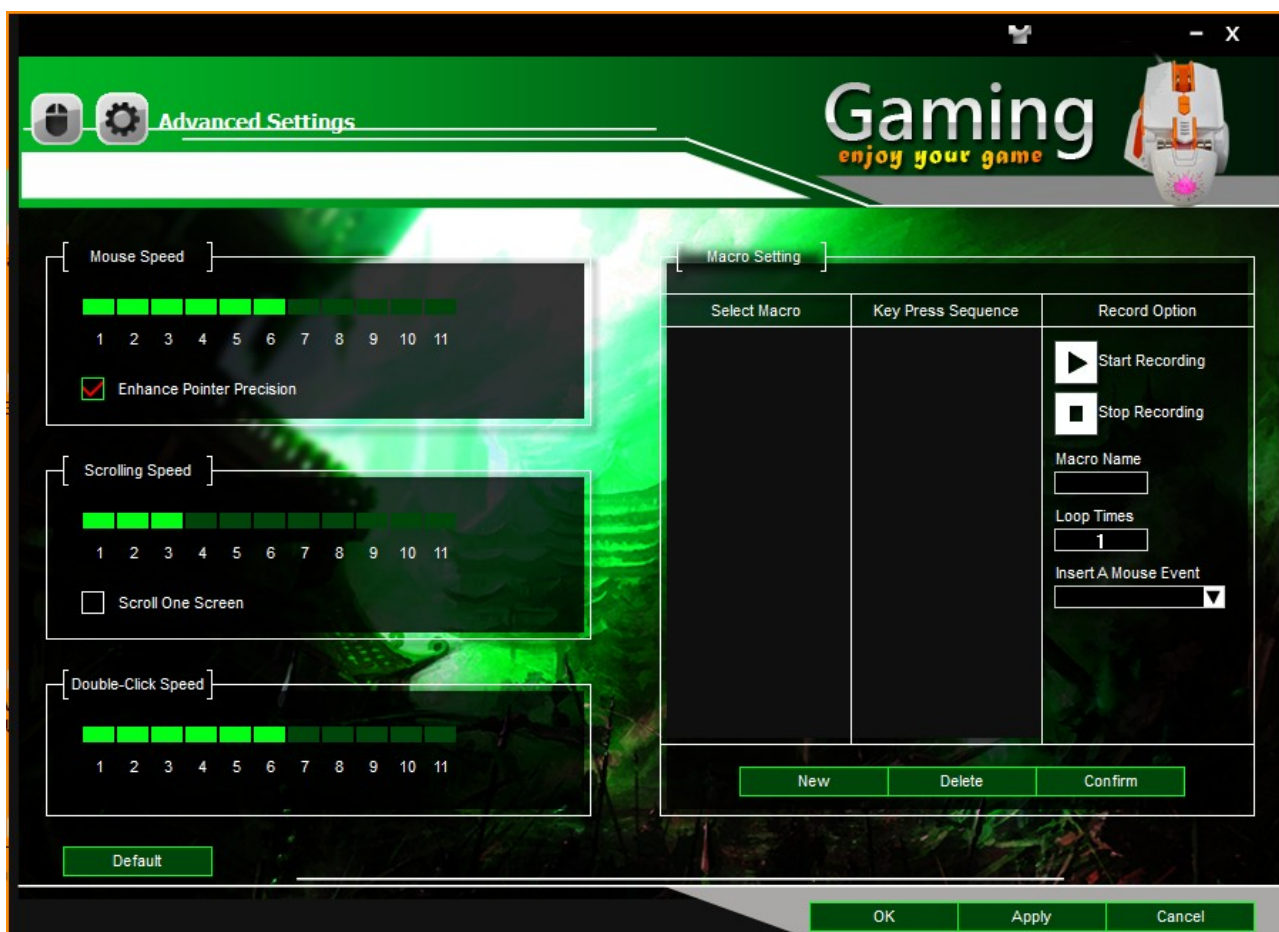 X
Advanced Settings
Gaming
enjoy your game
Mouse Speed
1 2 3 4 5 6 7 8 9 10 11
Enhance Pointer Precision
Scrolling Speed
1 2 3 4 5 6 7 8 9 10 11
Scroll One Screen
Double-Click Speed
1 2 3 4 5 6 7 8 9 10 11
Default
Macro Setting
Select Macro Key Press Sequence Record Option
Start Recording
Stop Recording
Macro Name
Loop Times
1
Insert A Mouse Event
New Delete Confirm
OK Apply Cancel